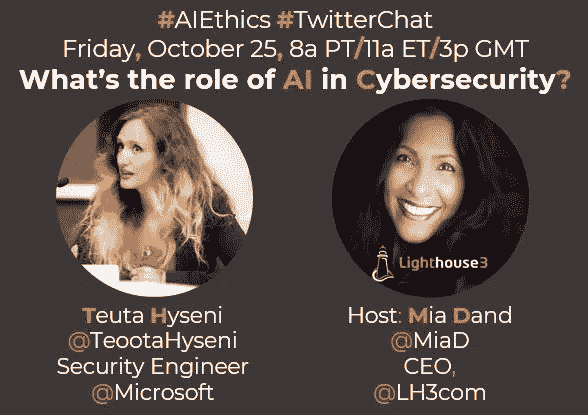 #AIEthics #TwitterChat
Friday, October 25, 8a PT/11a ET/3p GMT
What's the role of AI in Cybersecurity?
Lighthouse3
Teuta Hyseni
@TeootaHyseni
Security Engineer
@Microsoft
Host: Mia Dand
@MiaD
CEO,
@LH3com